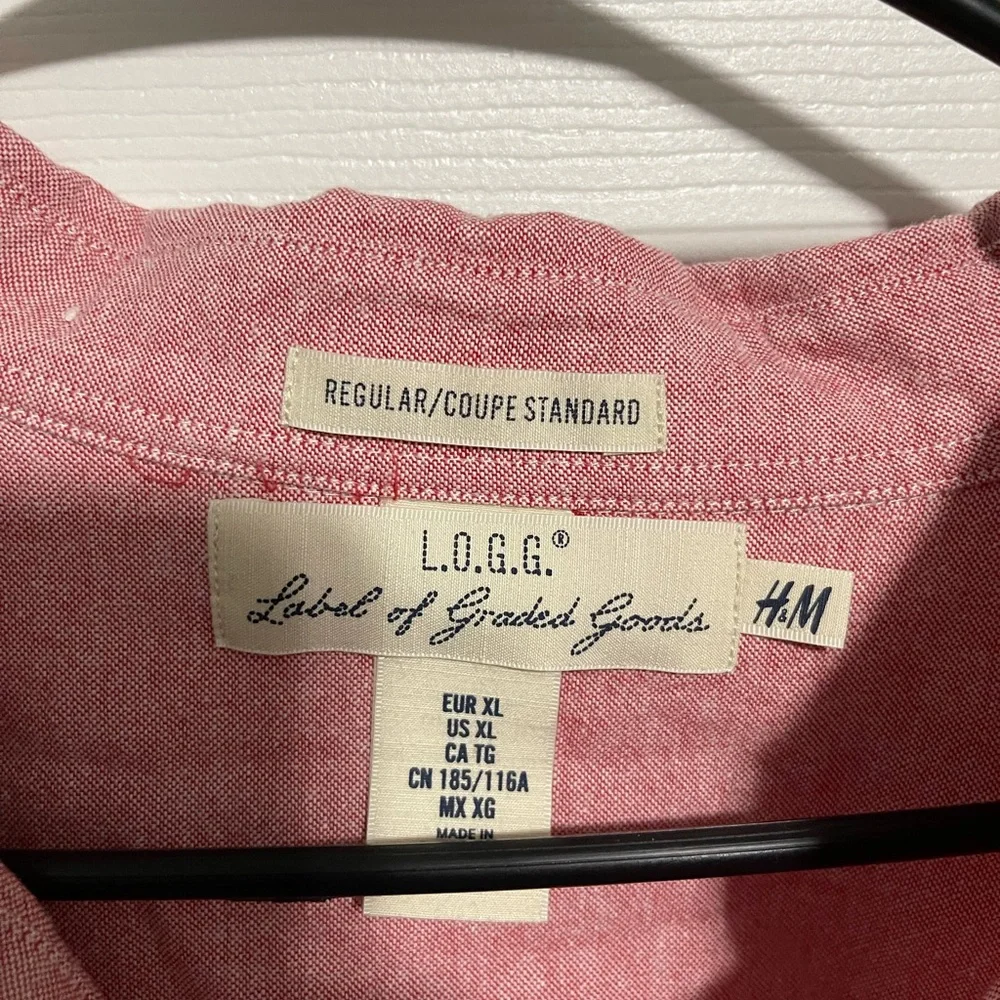 REGULAR/COUPE STANDARD
L.O.G.G.®
Label of Graded Goods
H&M
EUR XL
US XL
CA TG
CN 185/116A
MX XG
MADE IN